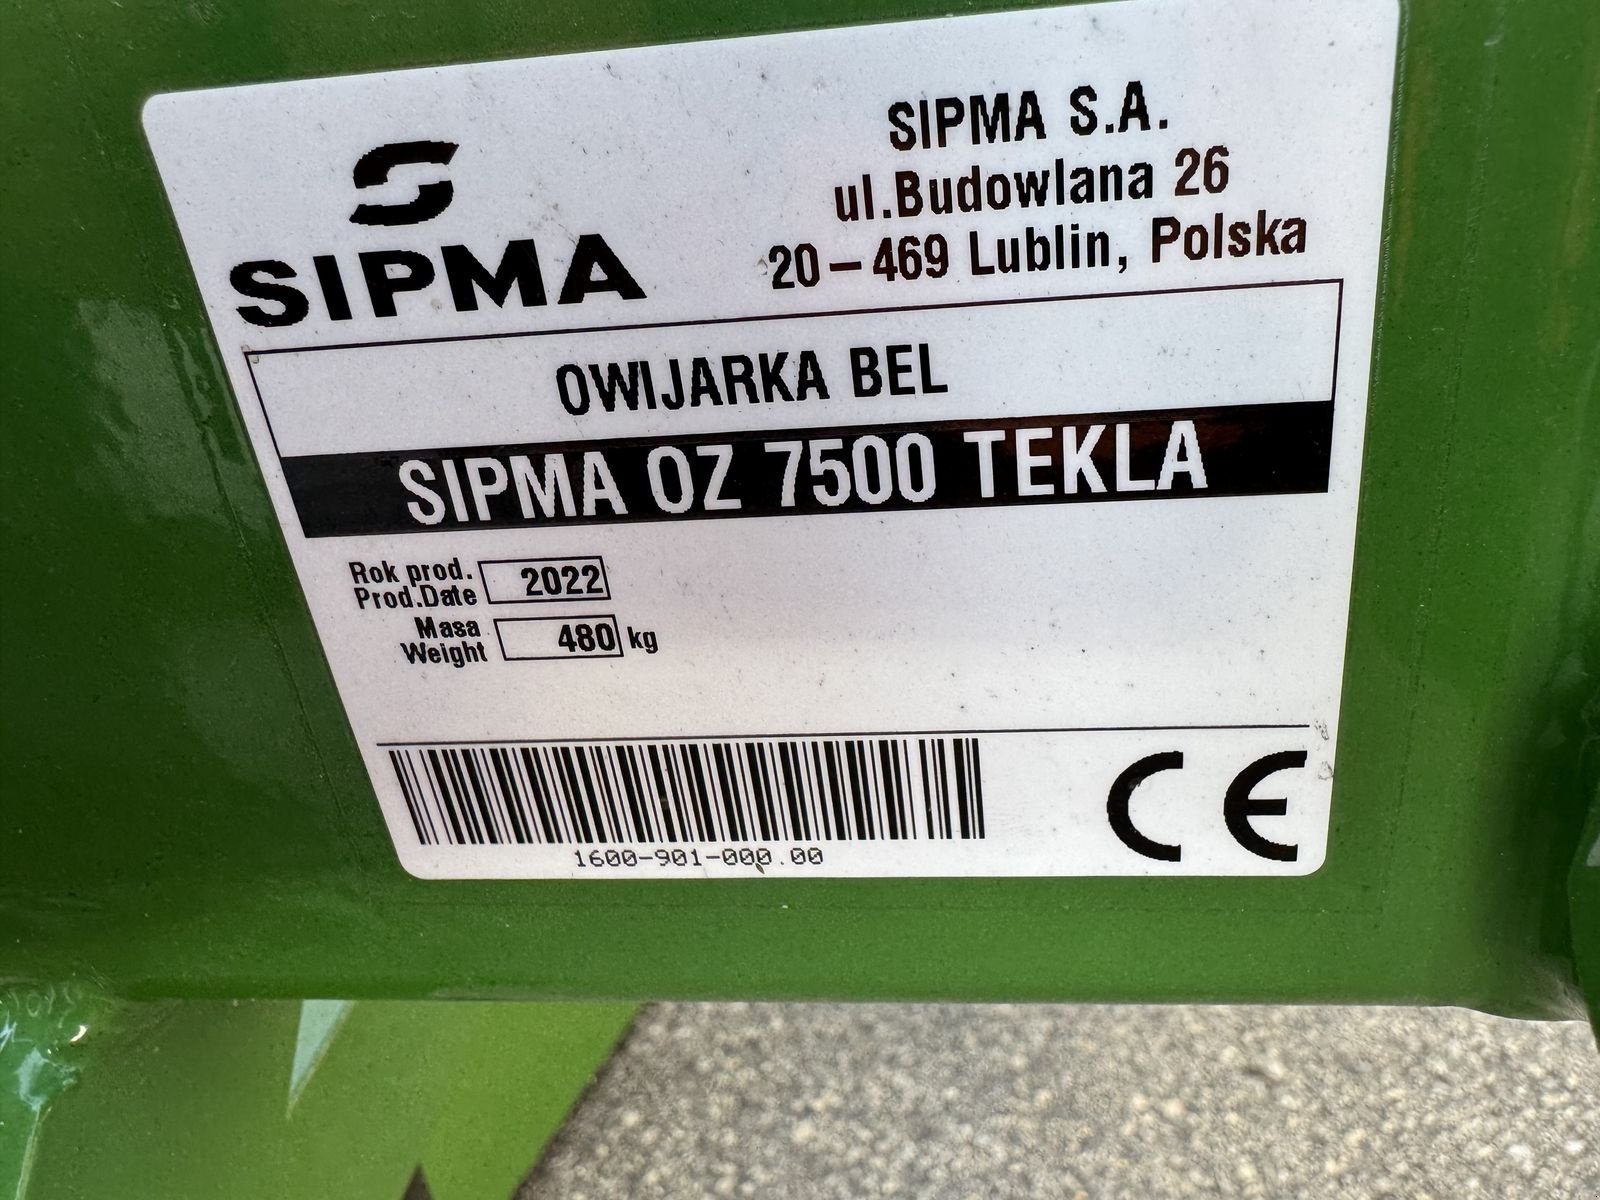 SIPMA
SIPMA S.A.
ul.Budowlana 26
20-469 Lublin, Polska
OWIJARKA BEL
SIPMA OZ 7500 TEKLA
Rok prod.
Prod.Date
2022
Masa
Weight
480 kg
1600-901-000.00
CE